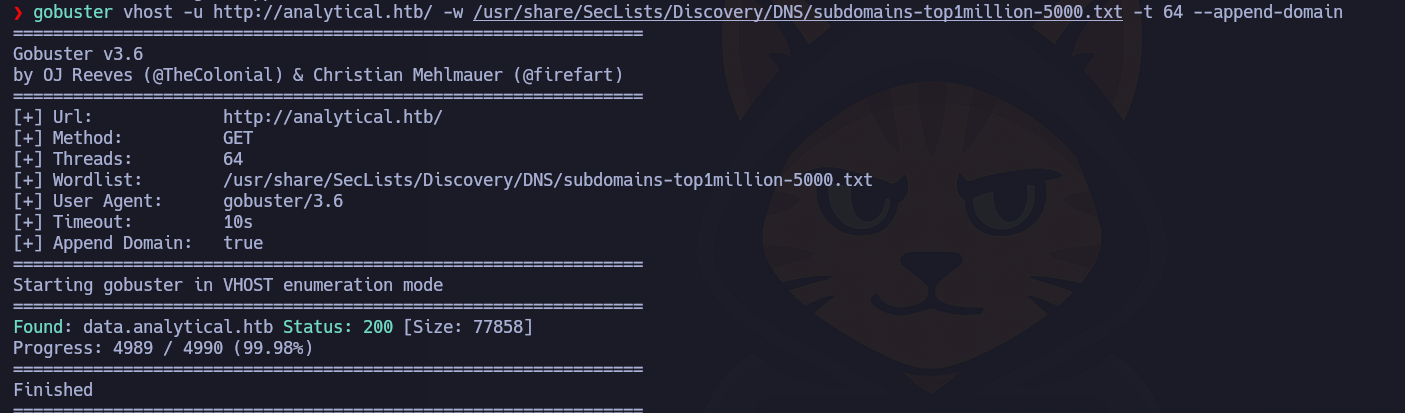 ❯ gobuster vhost -u http://analytical.htb/ -w /usr/share/SecLists/Discovery/DNS/subdomains-top1million-5000.txt -t 64 --append-domain
===============================================================
Gobuster v3.6
by OJ Reeves (@TheColonial) & Christian Mehlmauer (@firefart)
===============================================================
[+] Url:             http://analytical.htb/
[+] Method:          GET
[+] Threads:         64
[+] Wordlist:        /usr/share/SecLists/Discovery/DNS/subdomains-top1million-5000.txt
[+] User Agent:      gobuster/3.6
[+] Timeout:         10s
[+] Append Domain:   true
===============================================================
Starting gobuster in VHOST enumeration mode
===============================================================
Found: data.analytical.htb Status: 200 [Size: 77858]
Progress: 4989 / 4990 (99.98%)
===============================================================
Finished
===============================================================